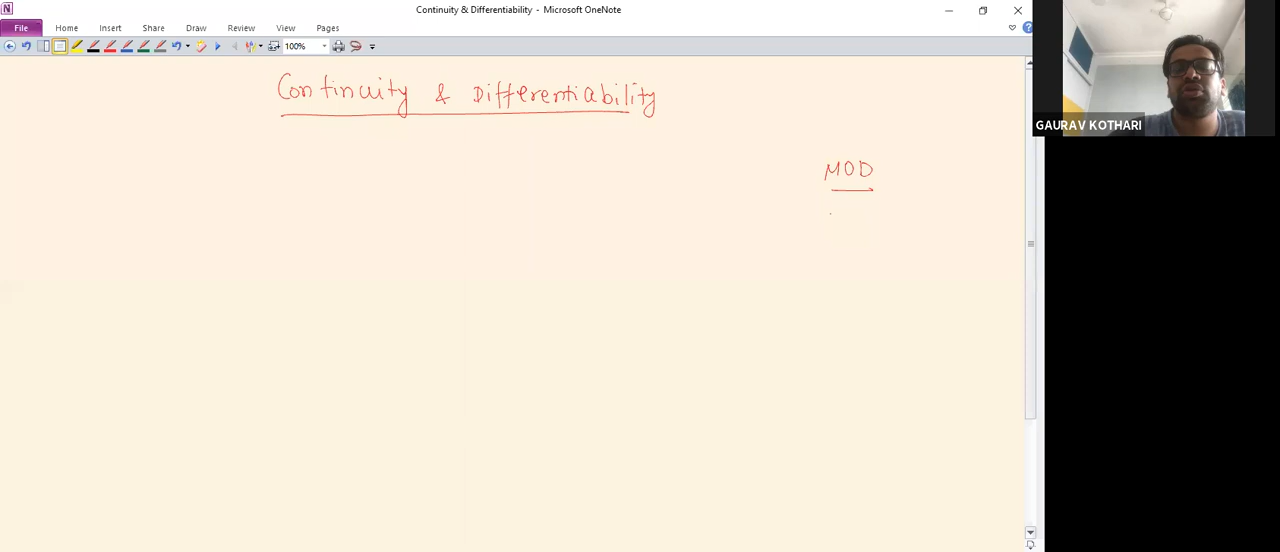 Continuity & Differentiability - Microsoft OneNote
File Home Insert Share Draw Review View Pages
100%
Continuity & Differentiability
MOD
GAURAV KOTHARI